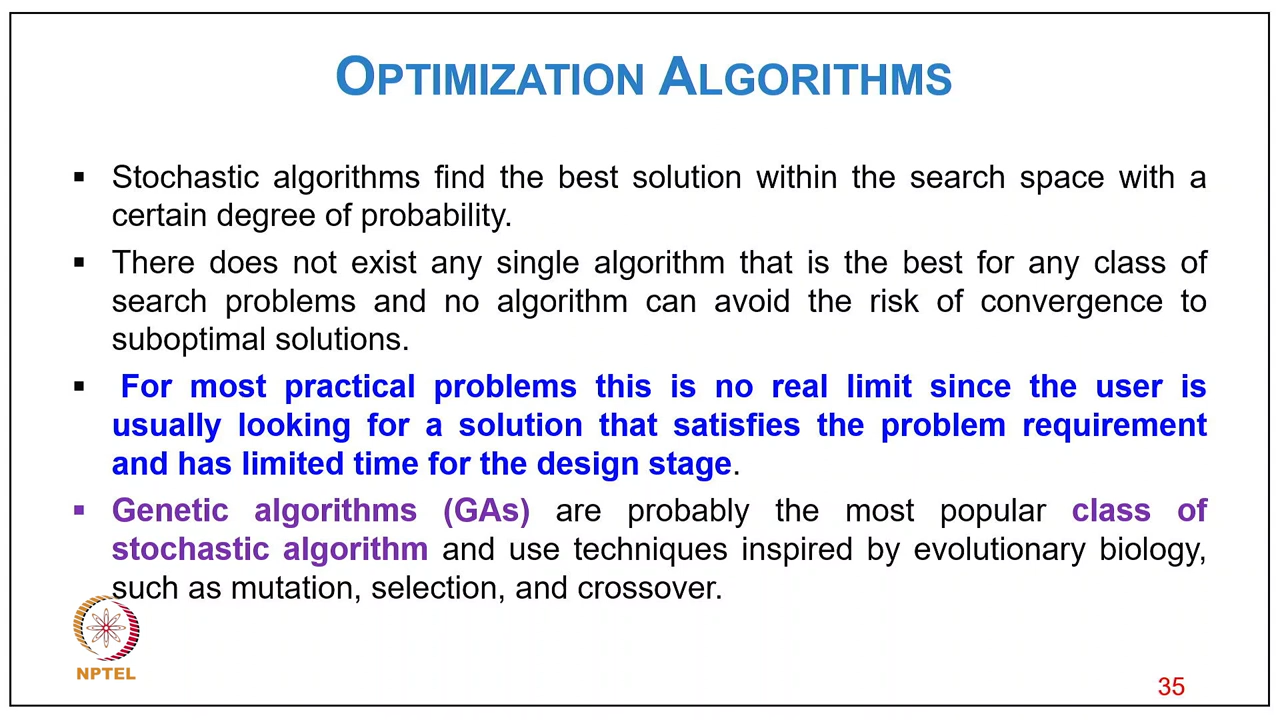 OPTIMIZATION ALGORITHMS
▪ Stochastic algorithms find the best solution within the search space with a
certain degree of probability.
▪ There does not exist any single algorithm that is the best for any class of
search problems and no algorithm can avoid the risk of convergence to
suboptimal solutions.
▪ For most practical problems this is no real limit since the user is
usually looking for a solution that satisfies the problem requirement
and has limited time for the design stage.
▪ Genetic algorithms (GAs) are probably the most popular class of
stochastic algorithm and use techniques inspired by evolutionary biology,
such as mutation, selection, and crossover.
NPTEL
35